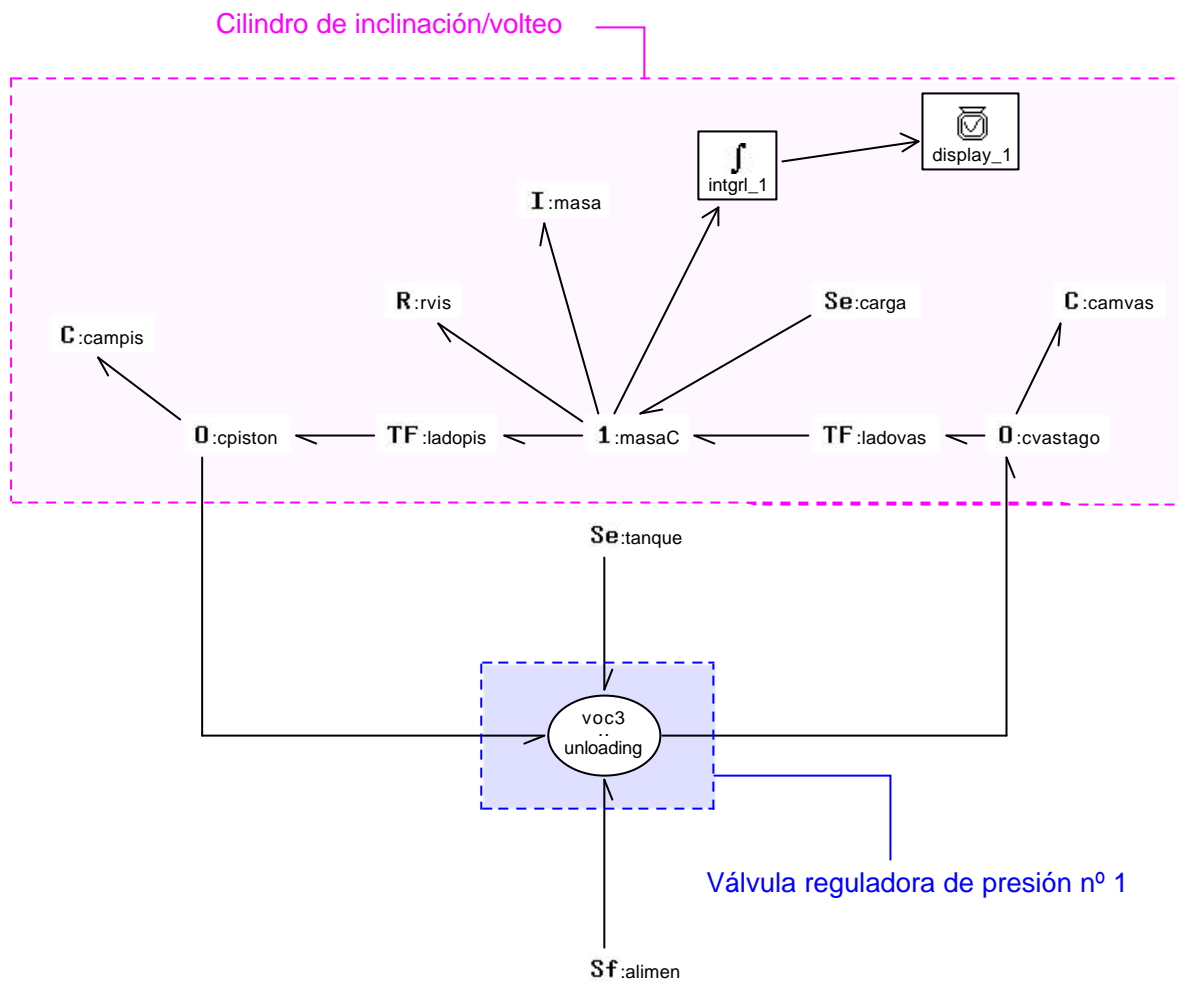 Cilindro de inclinación/volteo
display_1
∫
intgrl_1
I:masa
R:rvis
Se:carga
C:camvas
C:campis
0:cpiston
TF:ladopis
1:masaC
TF:ladovas
0:cvastago
Se:tanque
voc3
..
unloading
Válvula reguladora de presión nº 1
Sf:alimen